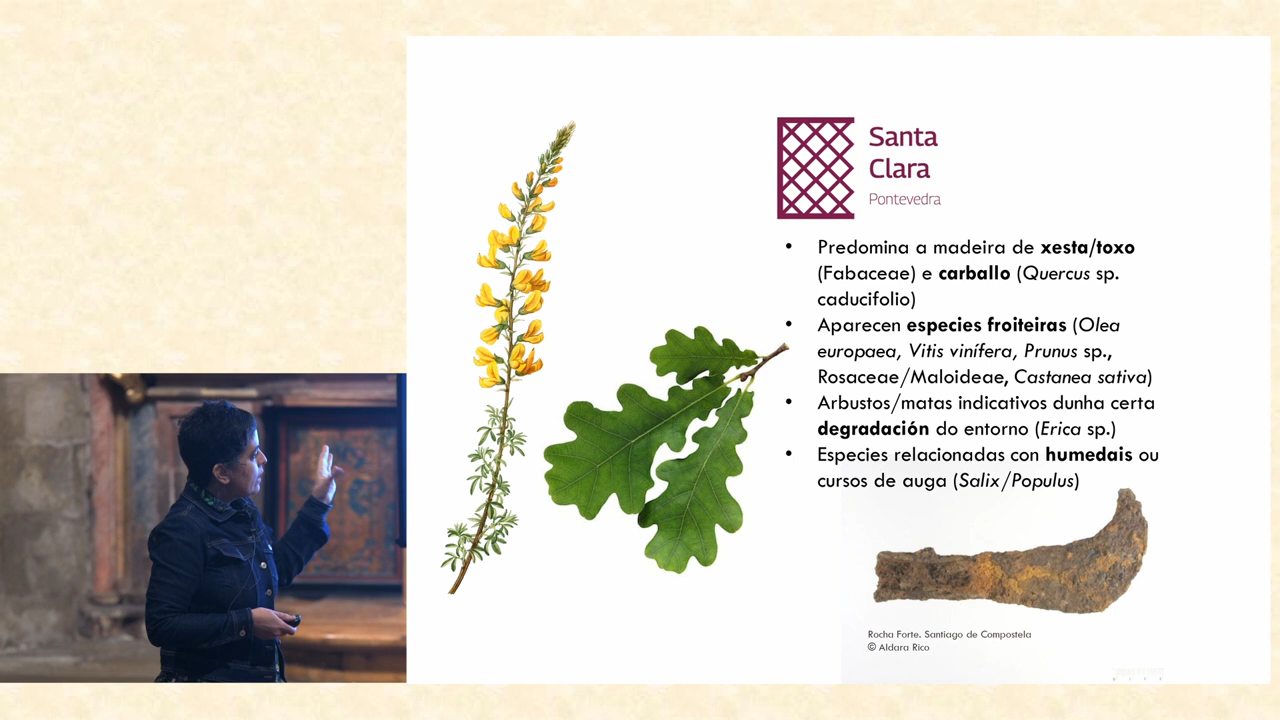 Santa
Clara
Pontevedra
• Predomina a madeira de xesta/toxo
(Fabaceae) e carballo (Quercus sp.
caducifolio)
• Aparecen especies froiteiras (Olea
europaea, Vitis vinífera, Prunus sp.,
Rosaceae/Maloideae, Castanea sativa)
• Arbustos/matas indicativos dunha certa
degradación do entorno (Erica sp.)
• Especies relacionadas con humedais ou
cursos de auga (Salix/Populus)
Rocha Forte. Santiago de Compostela
© Aldara Rico